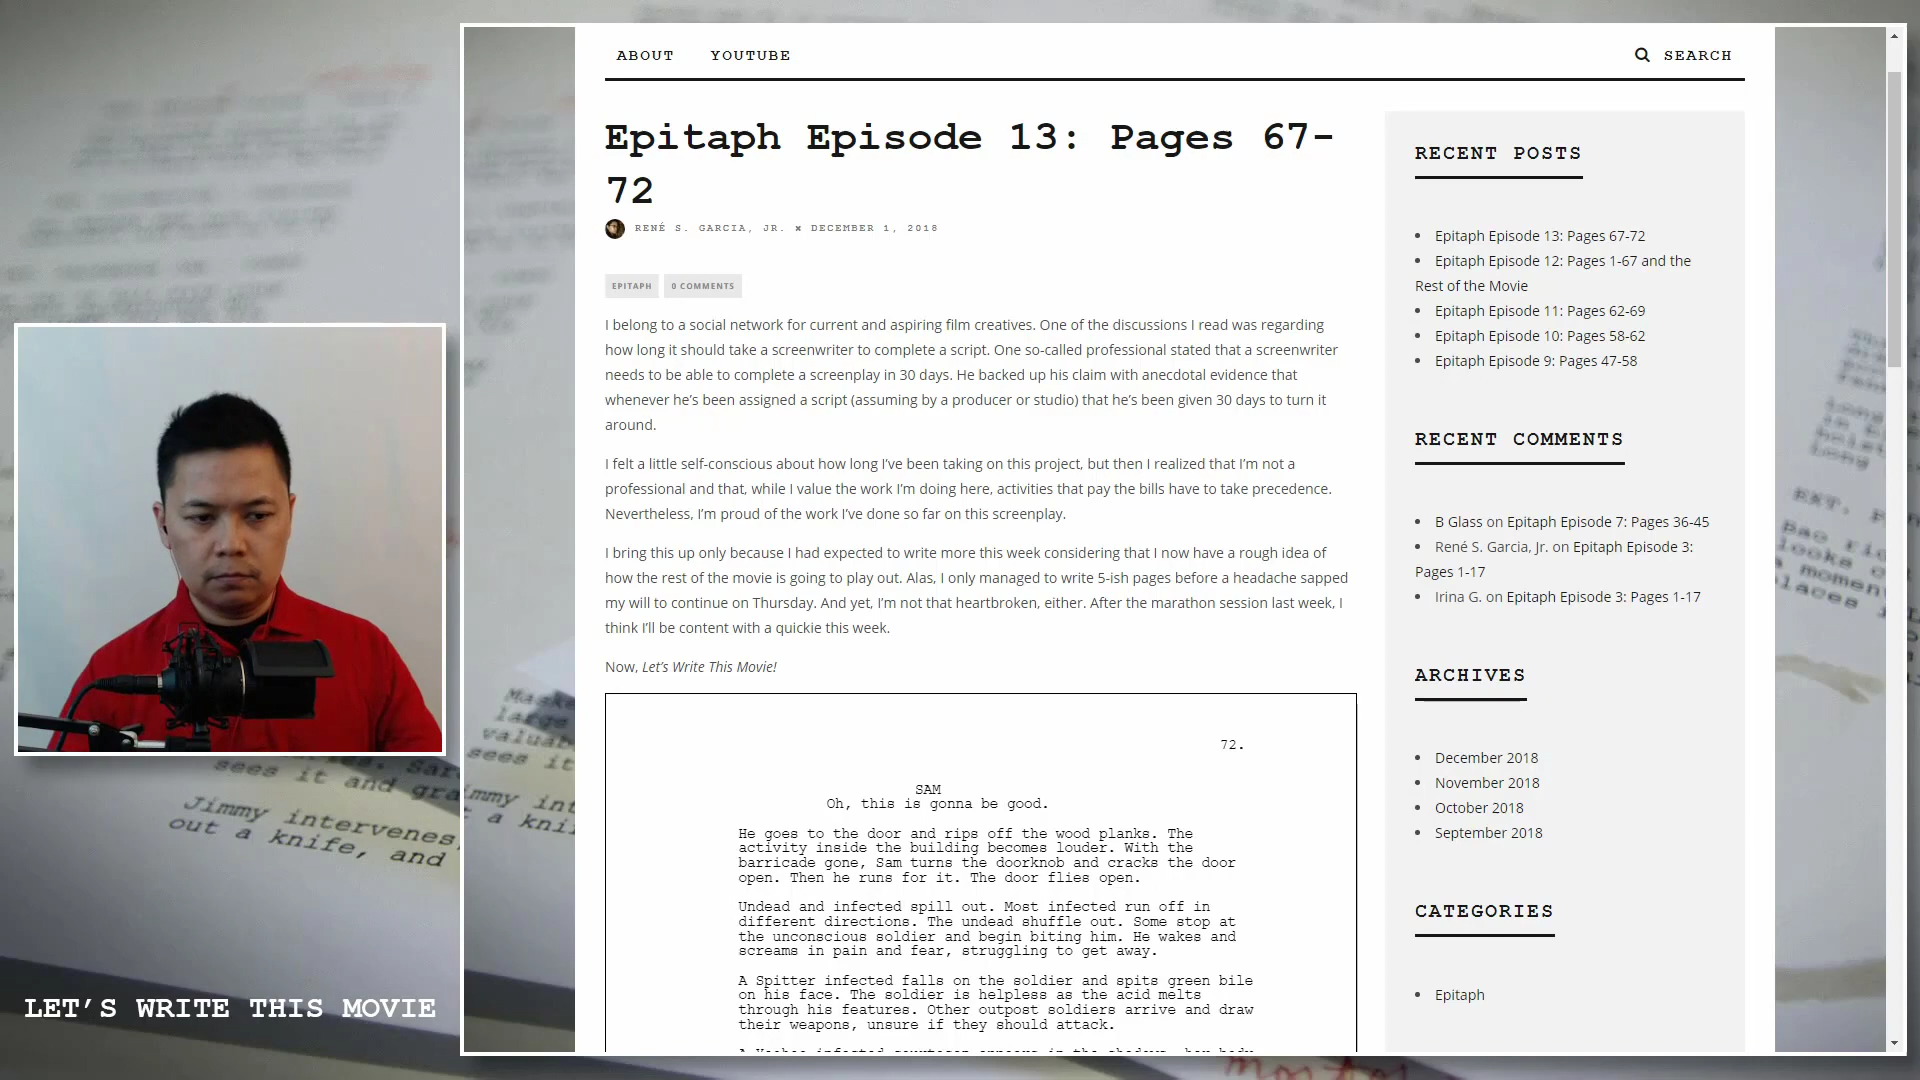 ABOUT YOUTUBE SEARCH
Epitaph Episode 13: Pages 67-
72
RENÉ S. GARCIA, JR. ✖ DECEMBER 1, 2018
EPITAPH 0 COMMENTS
I belong to a social network for current and aspiring film creatives. One of the discussions I read was regarding
how long it should take a screenwriter to complete a script. One so-called professional stated that a screenwriter
needs to be able to complete a screenplay in 30 days. He backed up his claim with anecdotal evidence that
whenever he’s been assigned a script (assuming by a producer or studio) that he’s been given 30 days to turn it
around.
I felt a little self-conscious about how long I’ve been taking on this project, but then I realized that I’m not a
professional and that, while I value the work I’m doing here, activities that pay the bills have to take precedence.
Nevertheless, I’m proud of the work I’ve done so far on this screenplay.
I bring this up only because I had expected to write more this week considering that I now have a rough idea of
how the rest of the movie is going to play out. Alas, I only managed to write 5-ish pages before a headache sapped
my will to continue on Thursday. And yet, I’m not that heartbroken, either. After the marathon session last week, I
think I’ll be content with a quickie this week.
Now, Let’s Write This Movie!
72.
SAM
Oh, this is gonna be good.
He goes to the door and rips off the wood planks. The
activity inside the building becomes louder. With the
barricade gone, Sam turns the doorknob and cracks the door
open. Then he runs for it. The door flies open.
Undead and infected spill out. Most infected run off in
different directions. The undead shuffle out. Some stop at
the unconscious soldier and begin biting him. He wakes and
screams in pain and fear, struggling to get away.
A Spitter infected falls on the soldier and spits green bile
on his face. The soldier is helpless as the acid melts
through his features. Other outpost soldiers arrive and draw
their weapons, unsure if they should attack.
RECENT POSTS
Epitaph Episode 13: Pages 67-72
Epitaph Episode 12: Pages 1-67 and the
Rest of the Movie
Epitaph Episode 11: Pages 62-69
Epitaph Episode 10: Pages 58-62
Epitaph Episode 9: Pages 47-58
RECENT COMMENTS
B Glass on Epitaph Episode 7: Pages 36-45
René S. Garcia, Jr. on Epitaph Episode 3:
Pages 1-17
Irina G. on Epitaph Episode 3: Pages 1-17
ARCHIVES
December 2018
November 2018
October 2018
September 2018
CATEGORIES
Epitaph
sees it and
Jimmy intervenes
out a knife, and
LET’S WRITE THIS MOVIE